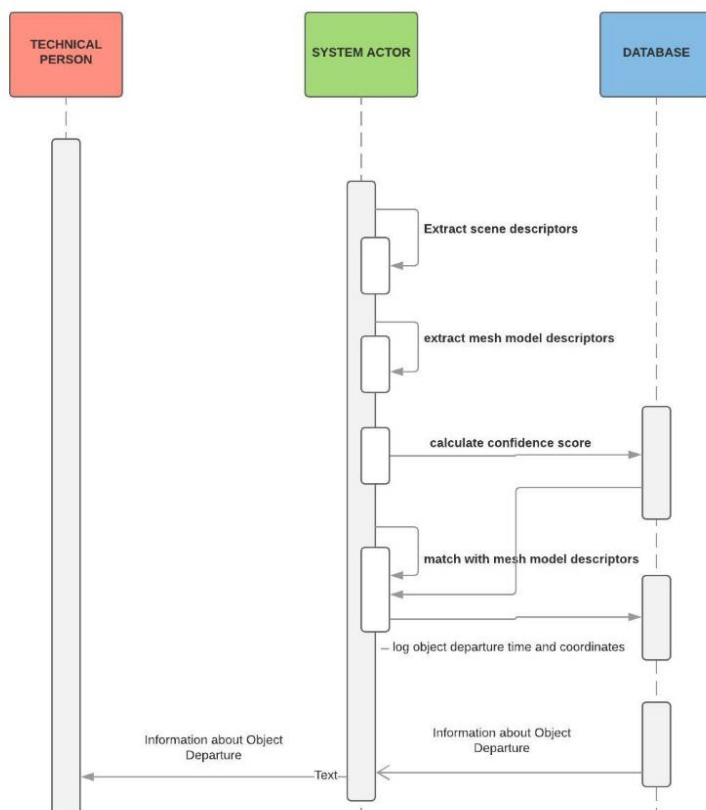 TECHNICAL
PERSON
SYSTEM ACTOR
DATABASE
Extract scene descriptors
extract mesh model descriptors
calculate confidence score
match with mesh model descriptors
log object departure time and coordinates
Information about Object
Departure
Information about Object
Departure
Text